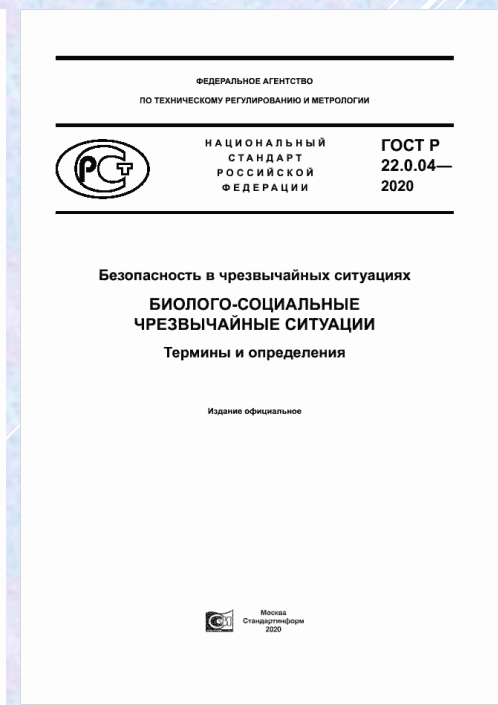 ФЕДЕРАЛЬНОЕ АГЕНТСТВО
ПО ТЕХНИЧЕСКОМУ РЕГУЛИРОВАНИЮ И МЕТРОЛОГИИ
НАЦИОНАЛЬНЫЙ
СТАНДАРТ
РОССИЙСКОЙ
ФЕДЕРАЦИИ
ГОСТ Р
22.0.04—
2020
РСТ
Безопасность в чрезвычайных ситуациях
БИОЛОГО-СОЦИАЛЬНЫЕ
ЧРЕЗВЫЧАЙНЫЕ СИТУАЦИИ
Термины и определения
Издание официальное
Москва
Стандартинформ
2020